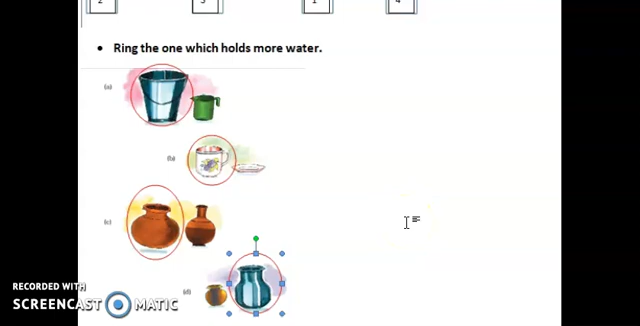 2 3 1 4
• Ring the one which holds more water.
(a)
(b)
(c)
(d)
RECORDED WITH
SCREENCAST MATIC